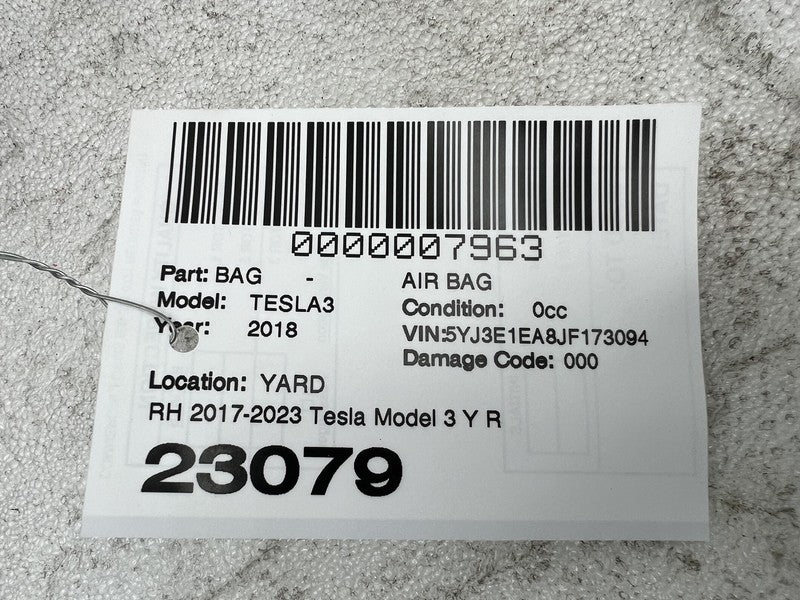 0000007963
Part: BAG - AIR BAG
Model: TESLA3 Condition: 0cc
Year: 2018 VIN:5YJ3E1EA8JF173094
Damage Code: 000
Location: YARD
RH 2017-2023 Tesla Model 3 Y R
23079